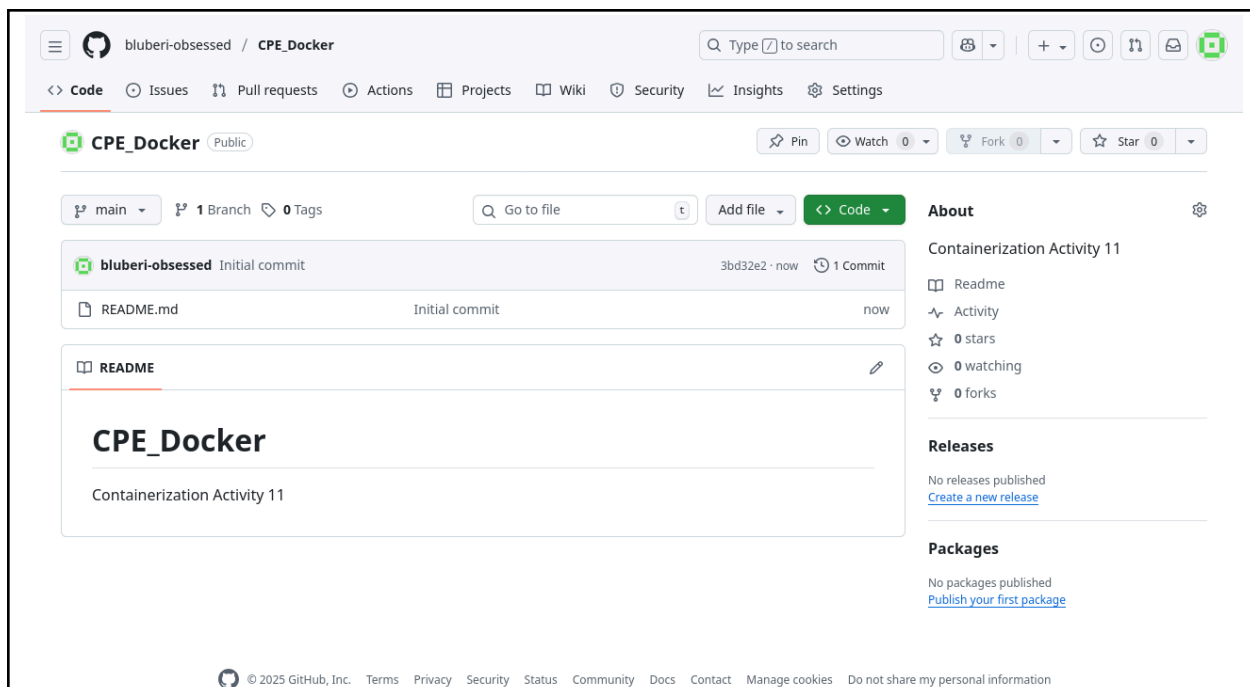 bluberi-obsessed / CPE_Docker Type / to search
Code Issues Pull requests Actions Projects Wiki Security Insights Settings
CPE_Docker Public Pin Watch 0 Fork 0 Star 0
main 1 Branch 0 Tags Go to file t Add file Code
bluberi-obsessed Initial commit 3bd32e2 · now 1 Commit
README.md Initial commit now
README
CPE_Docker
Containerization Activity 11
About
Containerization Activity 11
Readme
Activity
0 stars
0 watching
0 forks
Releases
No releases published
Create a new release
Packages
No packages published
Publish your first package
© 2025 GitHub, Inc. Terms Privacy Security Status Community Docs Contact Manage cookies Do not share my personal information